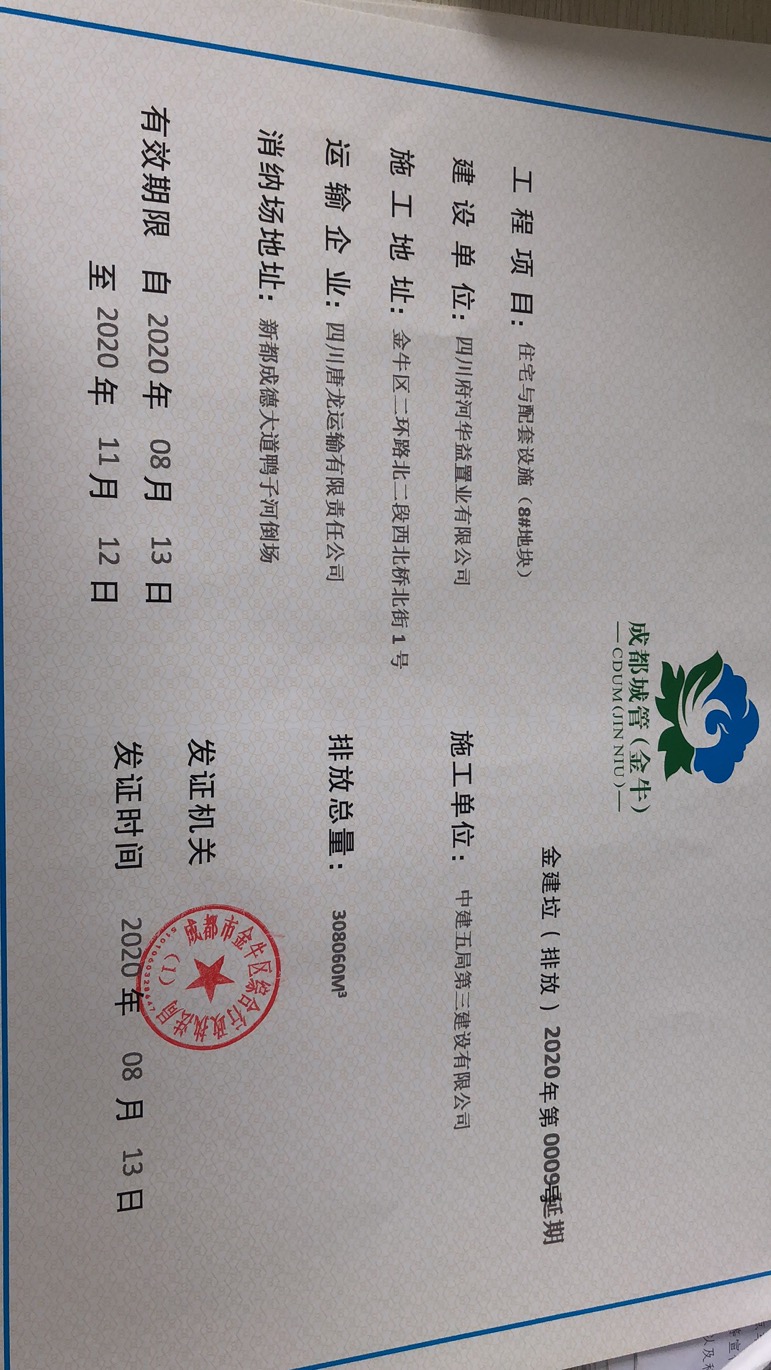 成都城管（金牛）
—CDUM(JIN NIU)—
金建垃（排放）2020年第0009号延期
工程项目：住宅与配套设施（8#地块）
建设单位：四川府河华益置业有限公司
施工单位：中建五局第三建设有限公司
施工地址：金牛区二环路北二段西北桥北街1号
运输企业：四川唐龙运输有限责任公司
排放总量：308060M³
消纳场地址：新都成德大道鸭子河倒场
发证机关
成都市金牛区综合行政执法局
（1）
有效期限 自 2020年 08月 13日
至 2020年 11月 12日
发证时间 2020年 08月 13日